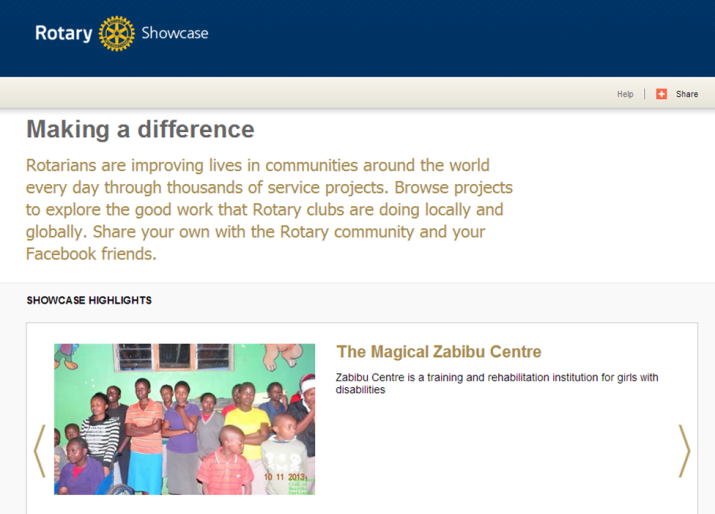 Rotary Showcase
Help | Share
Making a difference
Rotarians are improving lives in communities around the world
every day through thousands of service projects. Browse projects
to explore the good work that Rotary clubs are doing locally and
globally. Share your own with the Rotary community and your
Facebook friends.
SHOWCASE HIGHLIGHTS
The Magical Zabibu Centre
Zabibu Centre is a training and rehabilitation institution for girls with
disabilities
10 11 2013